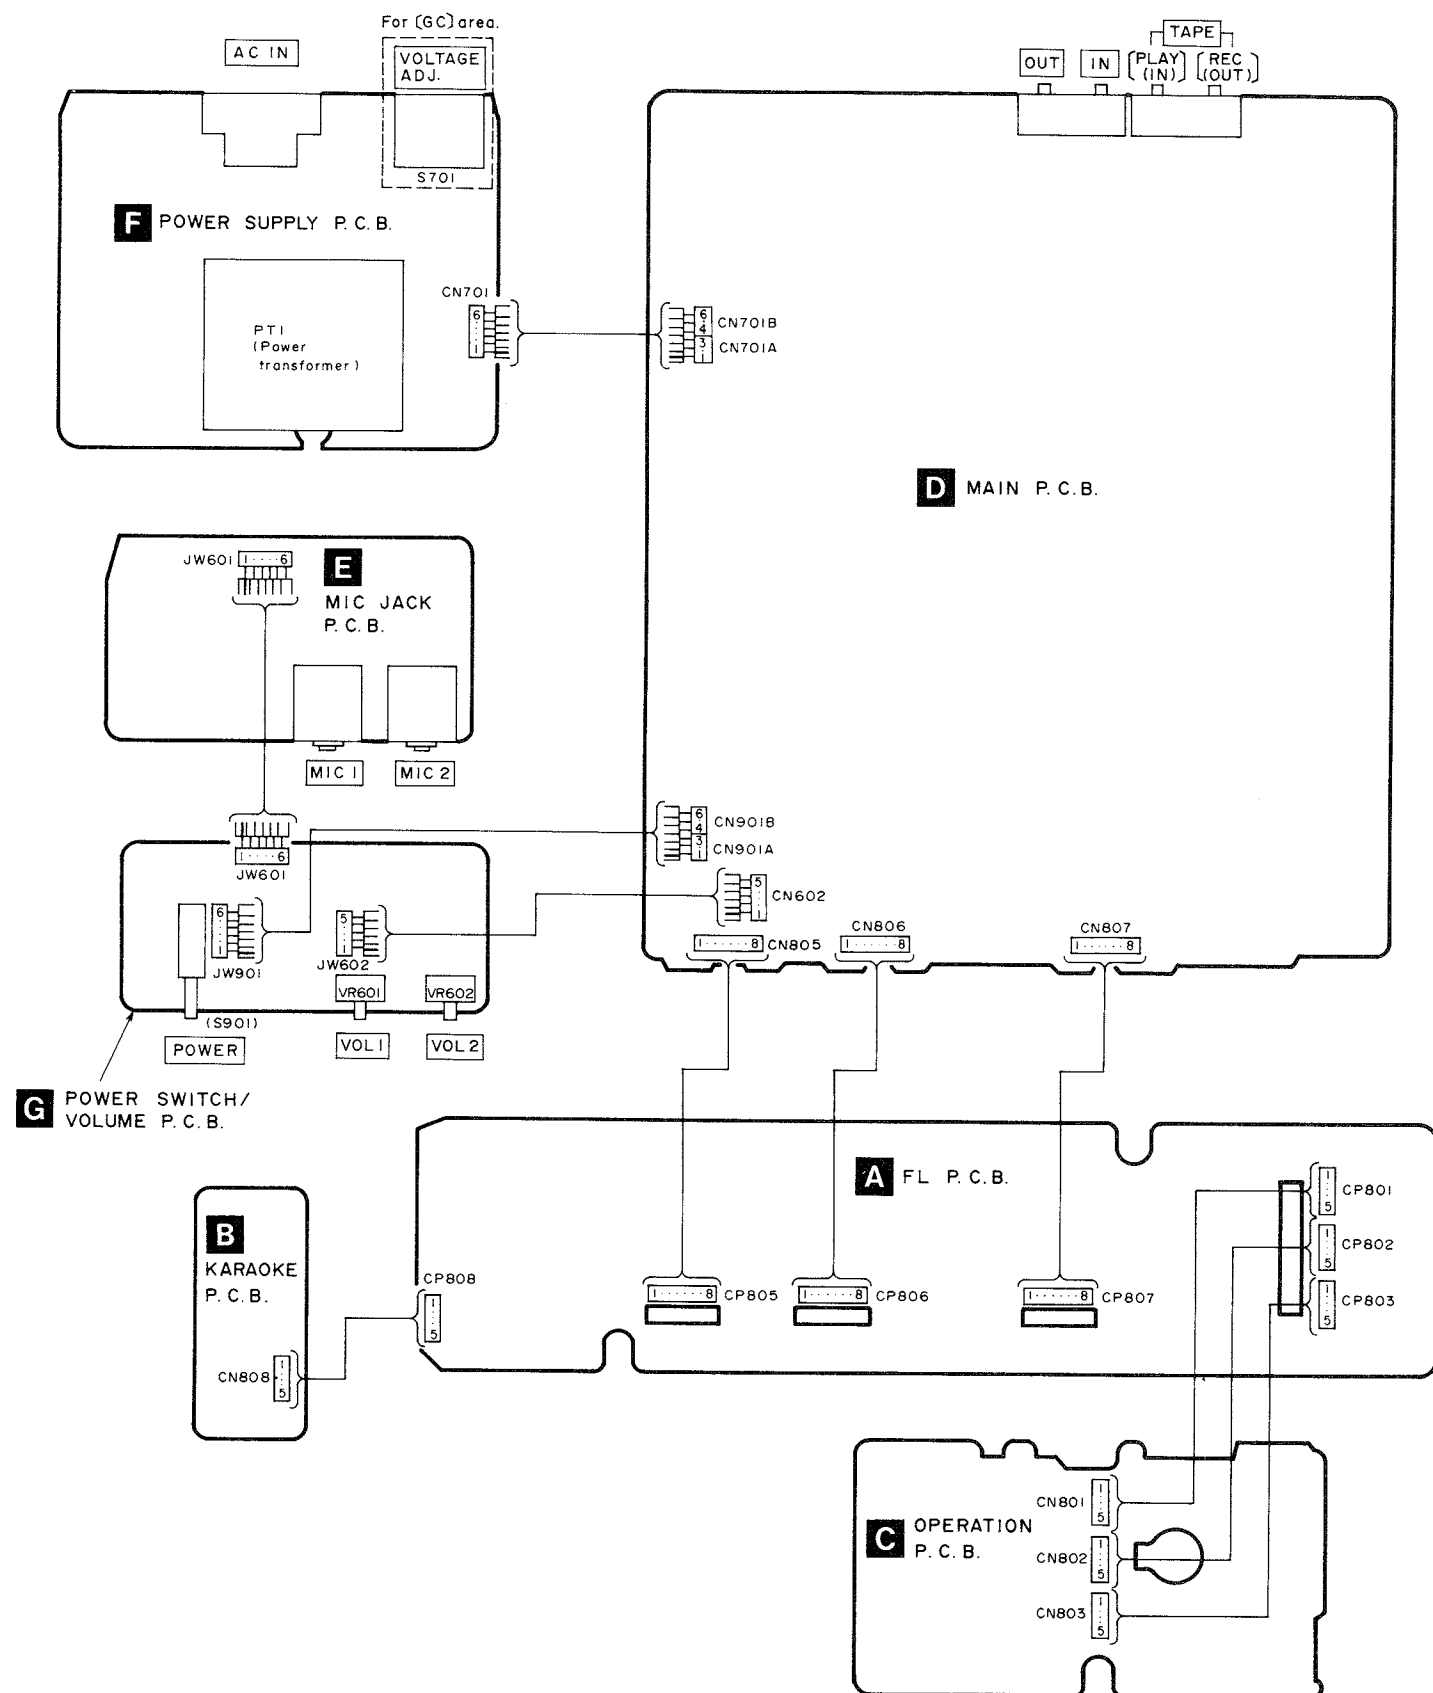 For [GC] area.
AC IN
VOLTAGE
ADJ.
S701
TAPE
OUT
IN
[PLAY (IN)]
[REC (OUT)]
F POWER SUPPLY P.C.B.
CN701
6
1
PT1
(Power
transformer)
6
4
CN701B
3
1
CN701A
D MAIN P.C.B.
JW601
1 ···· 6
E
MIC JACK
P.C.B.
MIC 1
MIC 2
6
4
CN901B
3
1
CN901A
1 ···· 6
JW601
5
1
CN602
6
1
JW901
5
1
JW602
1 ······ 8
CN805
CN806
1 ······ 8
CN807
1 ······ 8
VR601
VR602
(S901)
POWER
VOL 1
VOL 2
G POWER SWITCH/
VOLUME P.C.B.
A FL P.C.B.
1
5
CP801
1
5
CP802
1
5
CP803
B
KARAOKE
P.C.B.
CP808
1
5
1 ······ 8
CP805
1 ······ 8
CP806
1 ······ 8
CP807
CN808
1
5
C OPERATION
P.C.B.
CN801
1
5
CN802
1
5
CN803
1
5